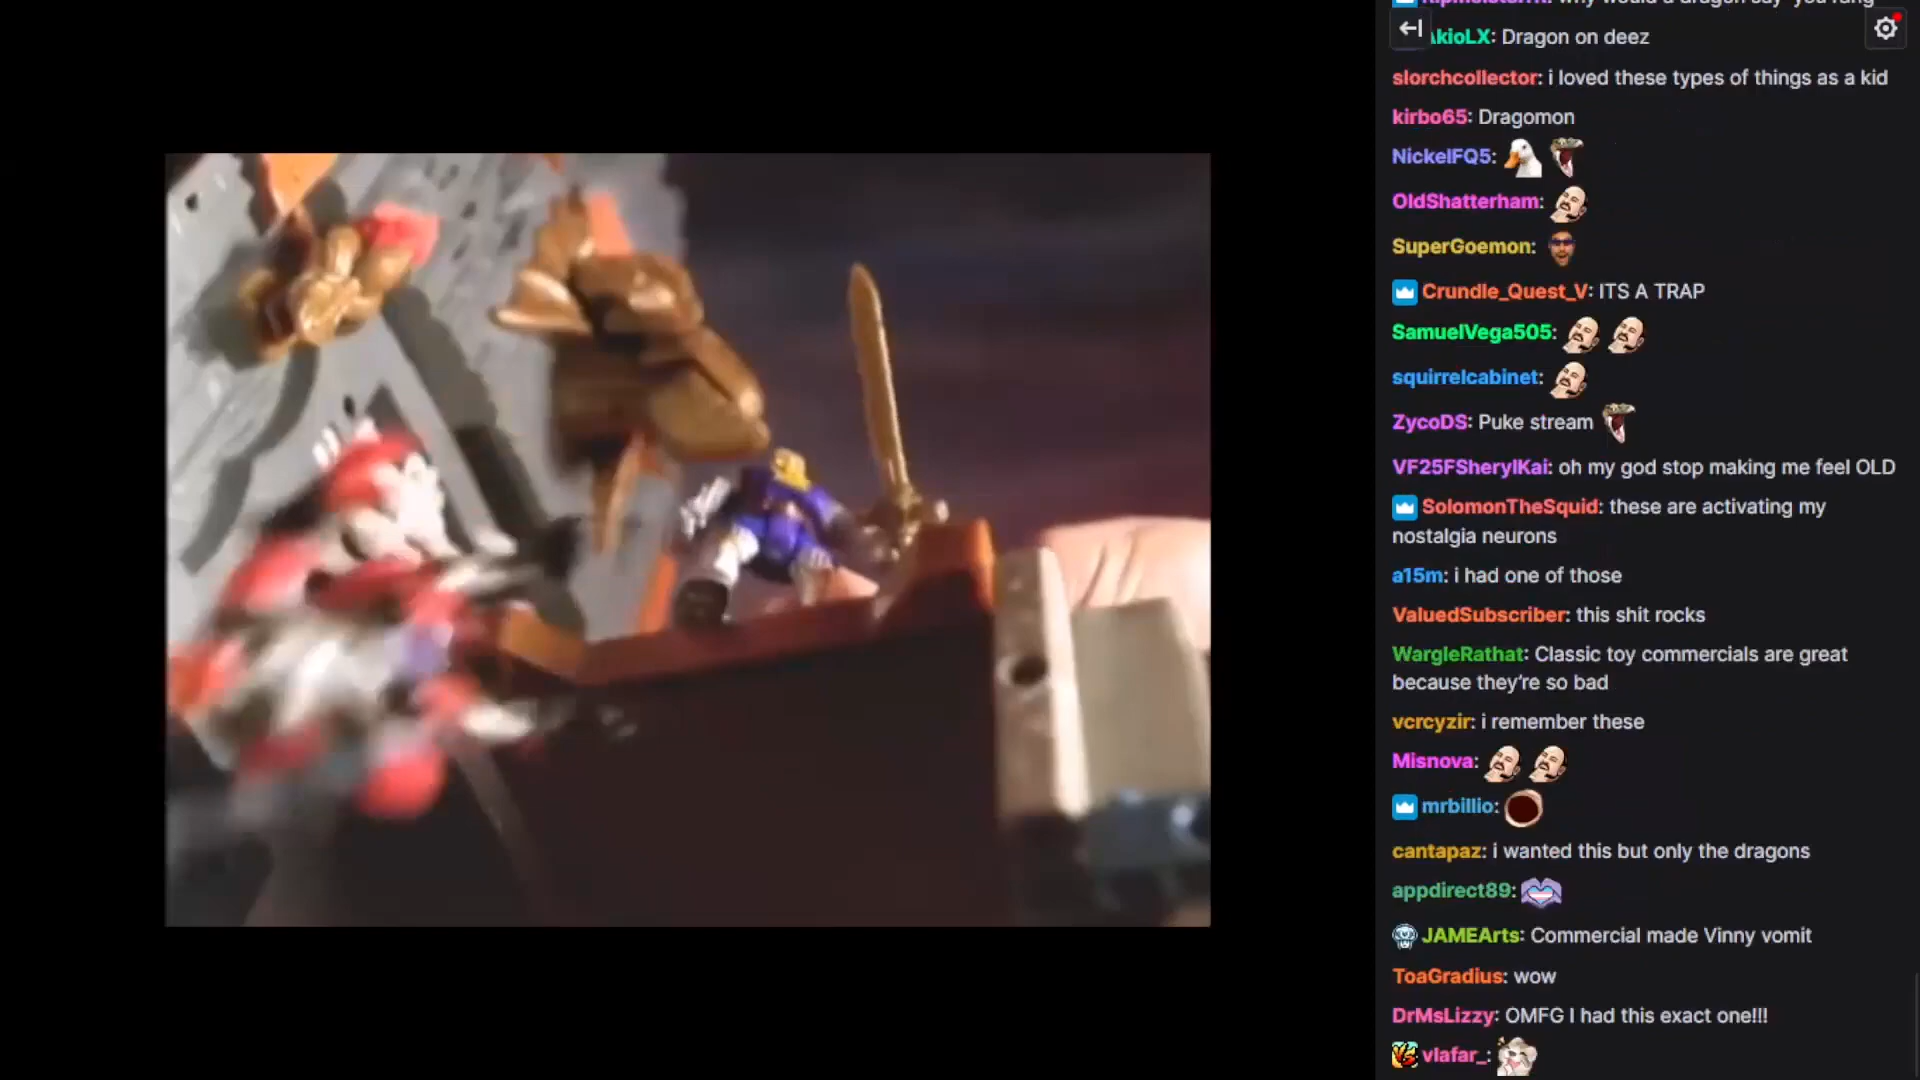 AkioLX: Dragon on deez
slorchcollector: i loved these types of things as a kid
kirbo65: Dragomon
NickelFQ5:
OldShatterham:
SuperGoemon:
Crundle_Quest_V: ITS A TRAP
SamuelVega505:
squirrelcabinet:
ZycoDS: Puke stream
VF25FSherylKai: oh my god stop making me feel OLD
SolomonTheSquid: these are activating my
nostalgia neurons
a15m: i had one of those
ValuedSubscriber: this shit rocks
WargleRathat: Classic toy commercials are great
because they’re so bad
vcrcyzir: i remember these
Misnova:
mrbillio:
cantapaz: i wanted this but only the dragons
appdirect89:
JAMEArts: Commercial made Vinny vomit
ToaGradius: wow
DrMsLizzy: OMFG I had this exact one!!!
vlafar_: